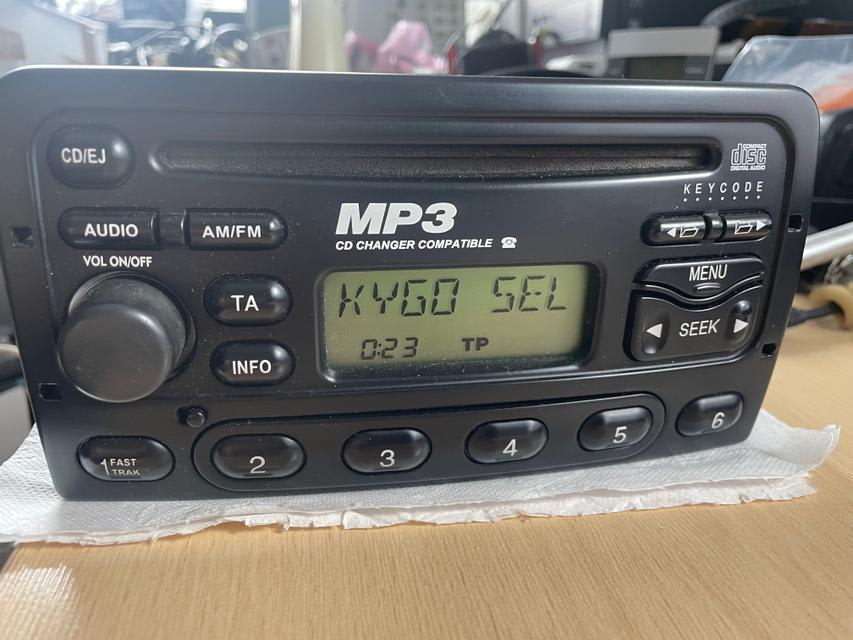 CD/EJ
COMPACT
disc
DIGITAL AUDIO
KEYCODE
AUDIO
AM/FM
MP3
CD CHANGER COMPATIBLE
VOL ON/OFF
MENU
TA
KYGO SEL
SEEK
0:23 TP
INFO
1 FAST TRAK
2
3
4
5
6